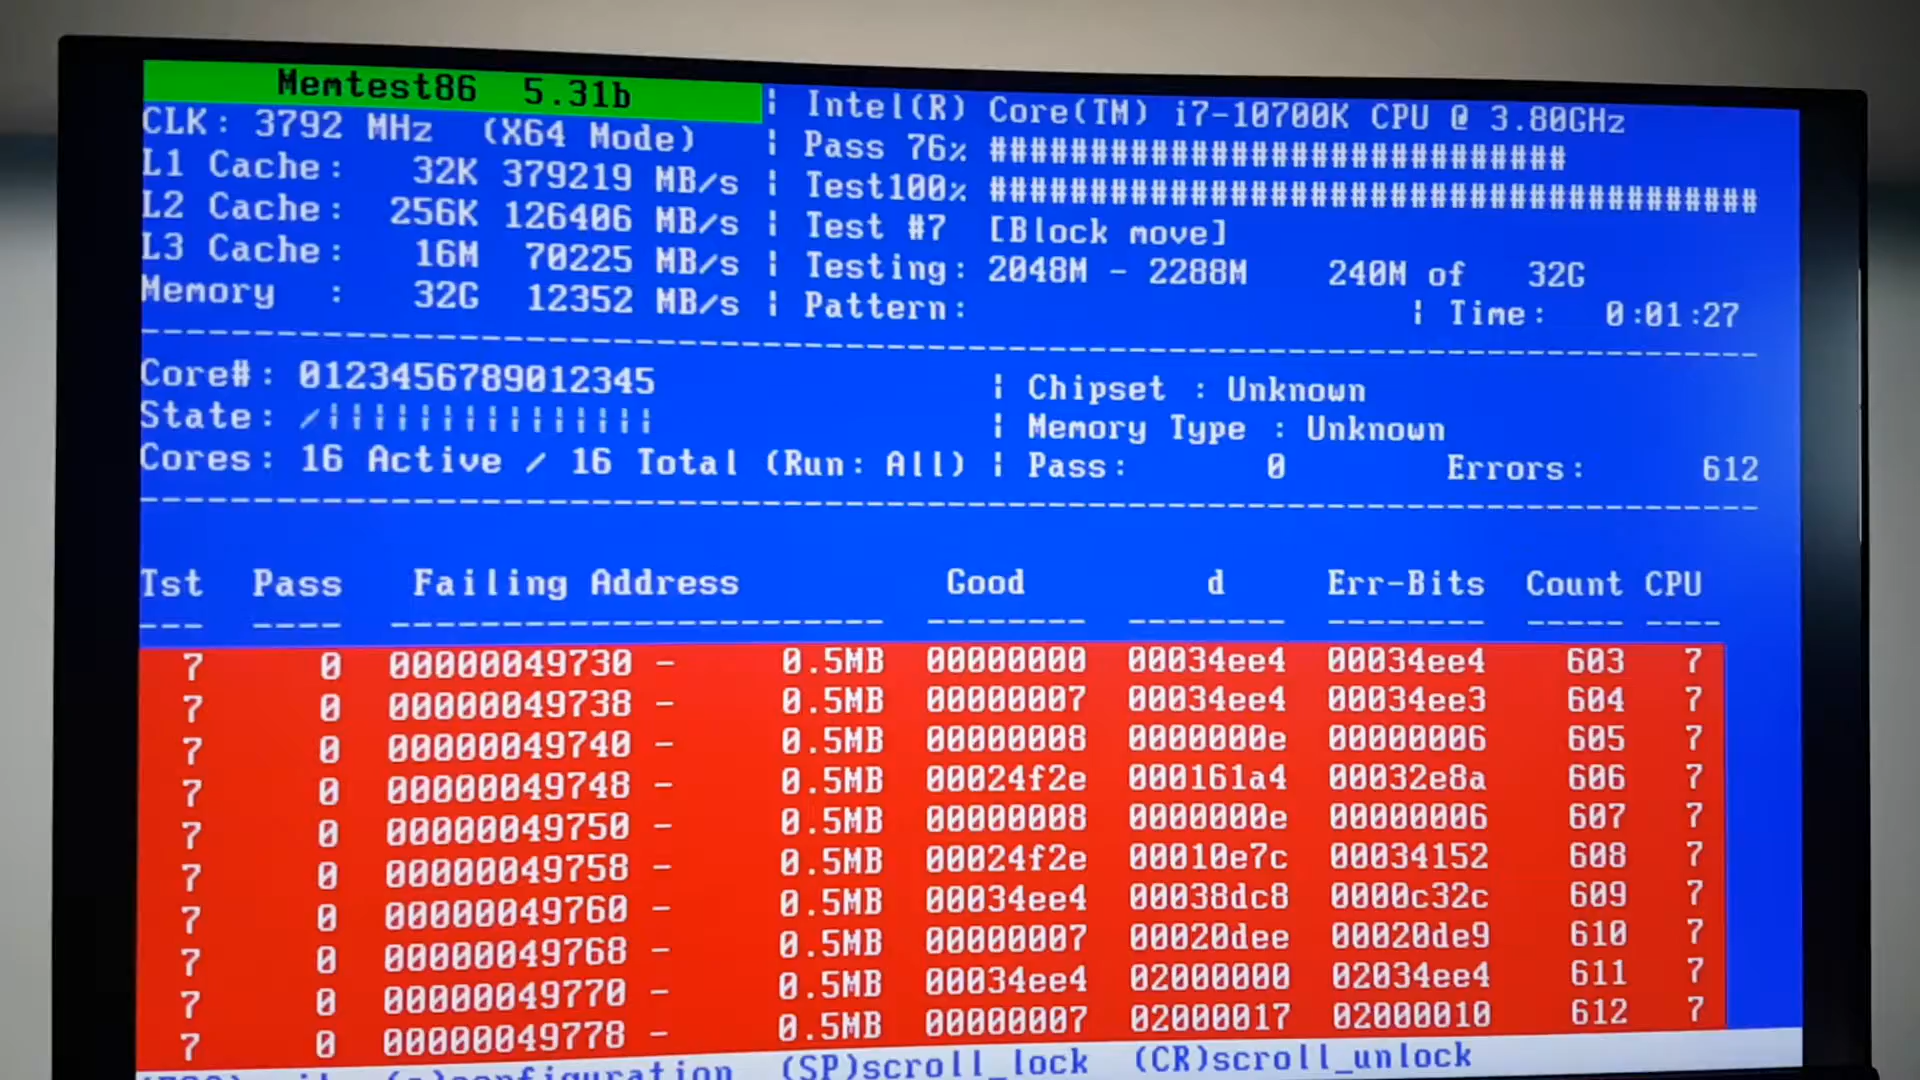 Memtest86 5.31b | Intel(R) Core(TM) i7-10700K CPU @ 3.80GHz
CLK: 3792 MHz (X64 Mode) | Pass 76% #############################
L1 Cache: 32K 379219 MB/s | Test100% #######################################
L2 Cache: 256K 126406 MB/s | Test #7 [Block move]
L3 Cache: 16M 70225 MB/s | Testing: 2048M - 2288M 240M of 32G
Memory : 32G 12352 MB/s | Pattern: | Time: 0:01:27
Core#: 0123456789012345 | Chipset : Unknown
State: /||||||||||||||| | Memory Type : Unknown
Cores: 16 Active / 16 Total (Run: All) | Pass: 0 Errors: 612
Tst Pass Failing Address Good d Err-Bits Count CPU
7 0 00000049730 - 0.5MB 00000000 00034ee4 00034ee4 603 7
7 0 00000049738 - 0.5MB 00000007 00034ee4 00034ee3 604 7
7 0 00000049740 - 0.5MB 00000008 0000000e 00000006 605 7
7 0 00000049748 - 0.5MB 00024f2e 000161a4 00032e8a 606 7
7 0 00000049750 - 0.5MB 00000008 0000000e 00000006 607 7
7 0 00000049758 - 0.5MB 00024f2e 00010e7c 00034152 608 7
7 0 00000049760 - 0.5MB 00034ee4 00038dc8 0000c32c 609 7
7 0 00000049768 - 0.5MB 00000007 00020dee 00020de9 610 7
7 0 00000049770 - 0.5MB 00034ee4 02000000 02034ee4 611 7
7 0 00000049778 - 0.5MB 00000007 02000017 02000010 612 7
configuration (SP)scroll_lock (CR)scroll_unlock